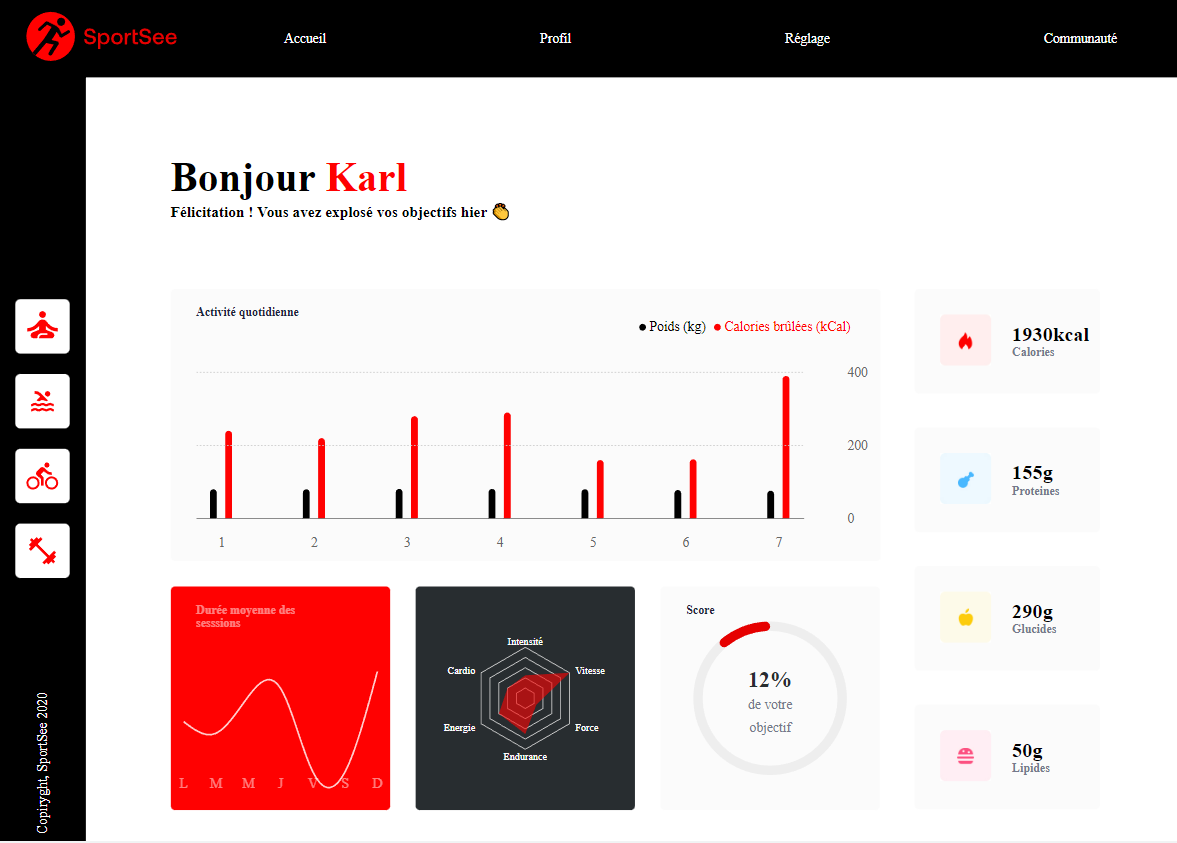 SportSee
Accueil
Profil
Réglage
Communauté
Bonjour Karl
Félicitation ! Vous avez explosé vos objectifs hier 👏
Activité quotidienne
Poids (kg)
Calories brûlées (kCal)
400
200
0
1
2
3
4
5
6
7
1930kcal
Calories
155g
Proteines
290g
Glucides
50g
Lipides
Durée moyenne des
sesssions
L
M
M
J
V
S
D
Intensité
Vitesse
Force
Endurance
Energie
Cardio
Score
12%
de votre
objectif
Copiryght, SportSee 2020